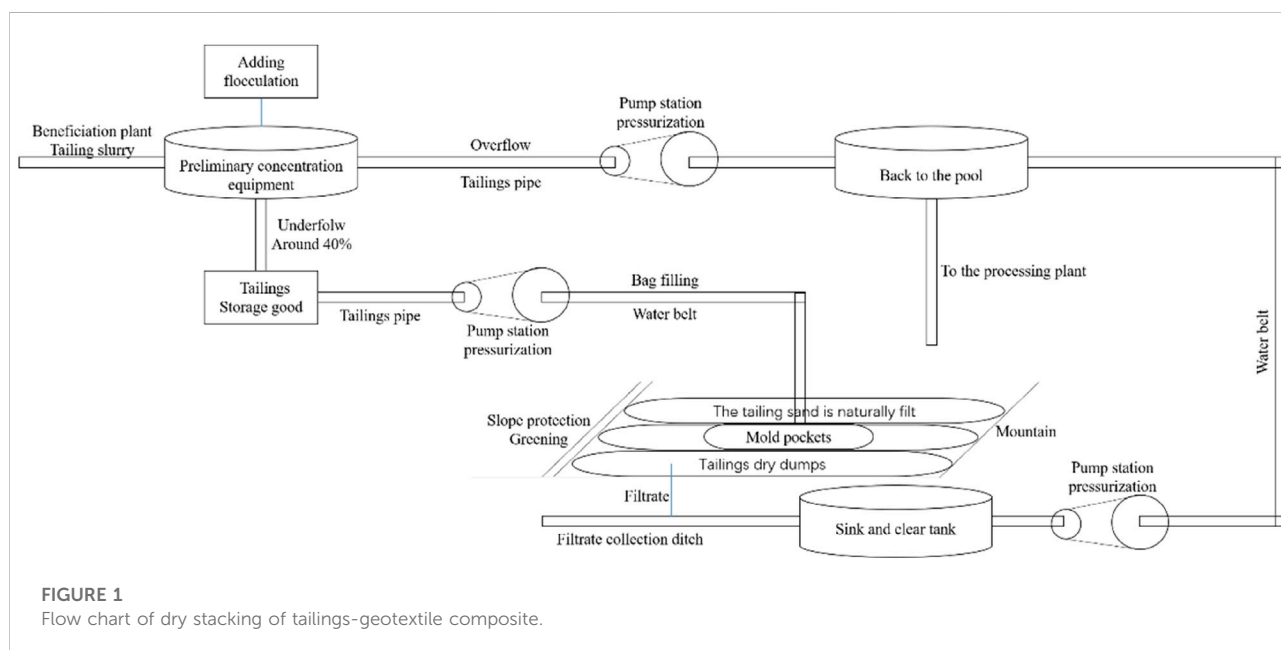 Adding
flocculation
Beneficiation plant
Tailing slurry
Preliminary concentration
equipment
Overflow
Tailings pipe
Pump station
pressurization
Back to the pool
Underfolw
Around 40%
To the processing plant
Tailings
Storage good
Tailings pipe
Pump station
pressurization
Bag filling
Water belt
Water belt
Slope protection
Greening
The tailing sand is naturally filt
Mold pockets
Tailings dry dumps
Mountain
Filtrate
Filtrate collection ditch
Sink and clear tank
Pump station
pressurization
FIGURE 1
Flow chart of dry stacking of tailings-geotextile composite.